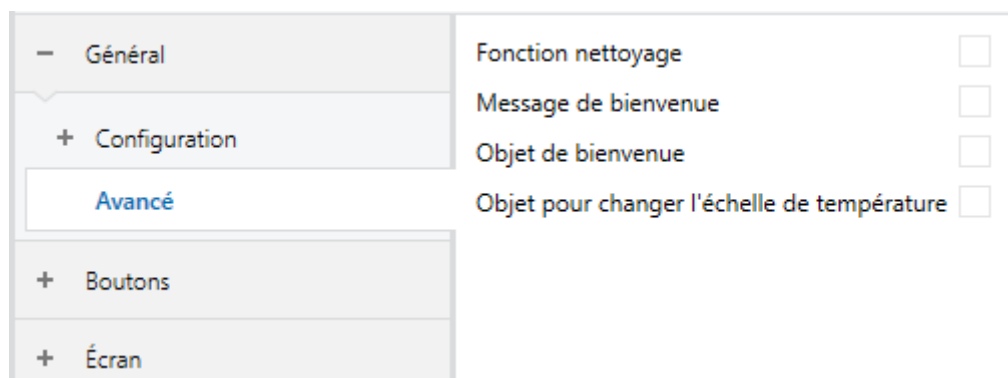 Général
Configuration
Avancé
Boutons
Écran
Fonction nettoyage
Message de bienvenue
Objet de bienvenue
Objet pour changer l'échelle de température